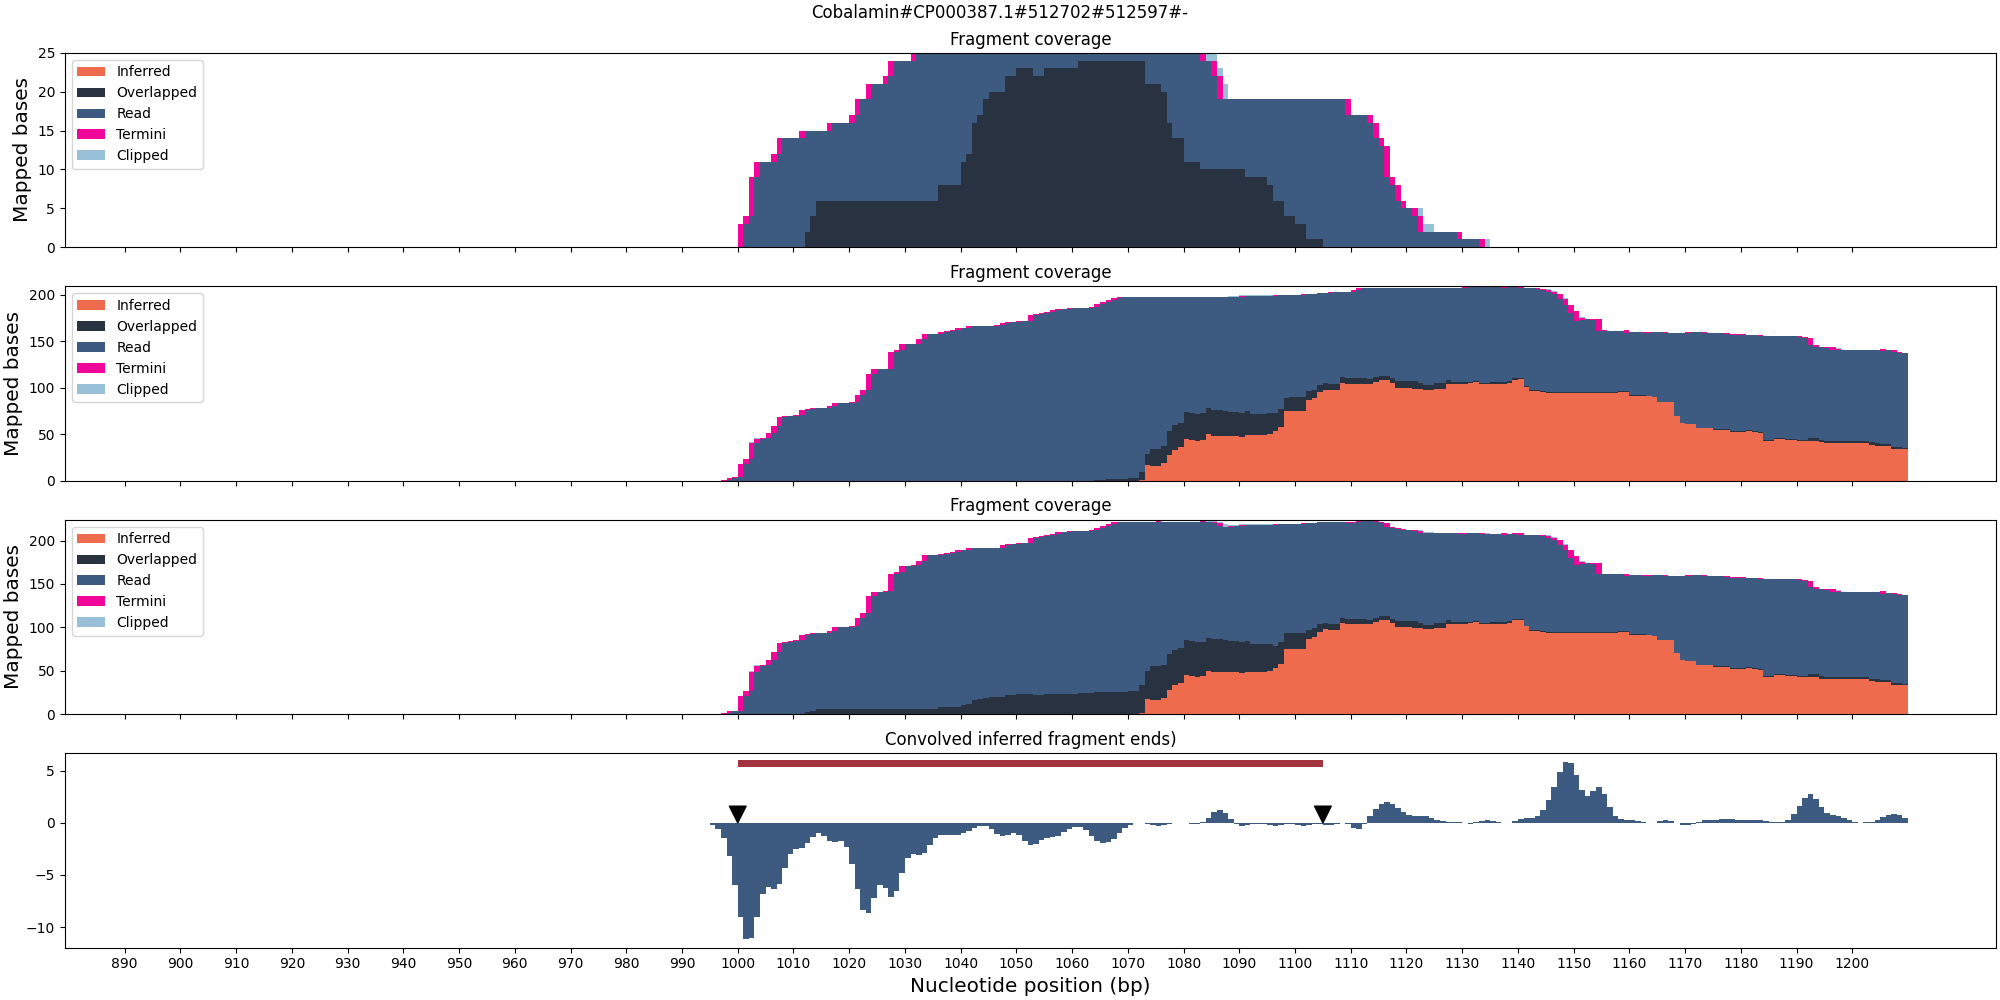 Cobalamin#CP000387.1#512702#512597#-
Fragment coverage
Mapped bases
25
20
15
10
5
0
Inferred
Overlapped
Read
Termini
Clipped
Fragment coverage
Mapped bases
200
150
100
50
0
Inferred
Overlapped
Read
Termini
Clipped
Fragment coverage
Mapped bases
200
150
100
50
0
Inferred
Overlapped
Read
Termini
Clipped
Convolved inferred fragment ends)
5
0
−5
−10
890 900 910 920 930 940 950 960 970 980 990 1000 1010 1020 1030 1040 1050 1060 1070 1080 1090 1100 1110 1120 1130 1140 1150 1160 1170 1180 1190 1200
Nucleotide position (bp)